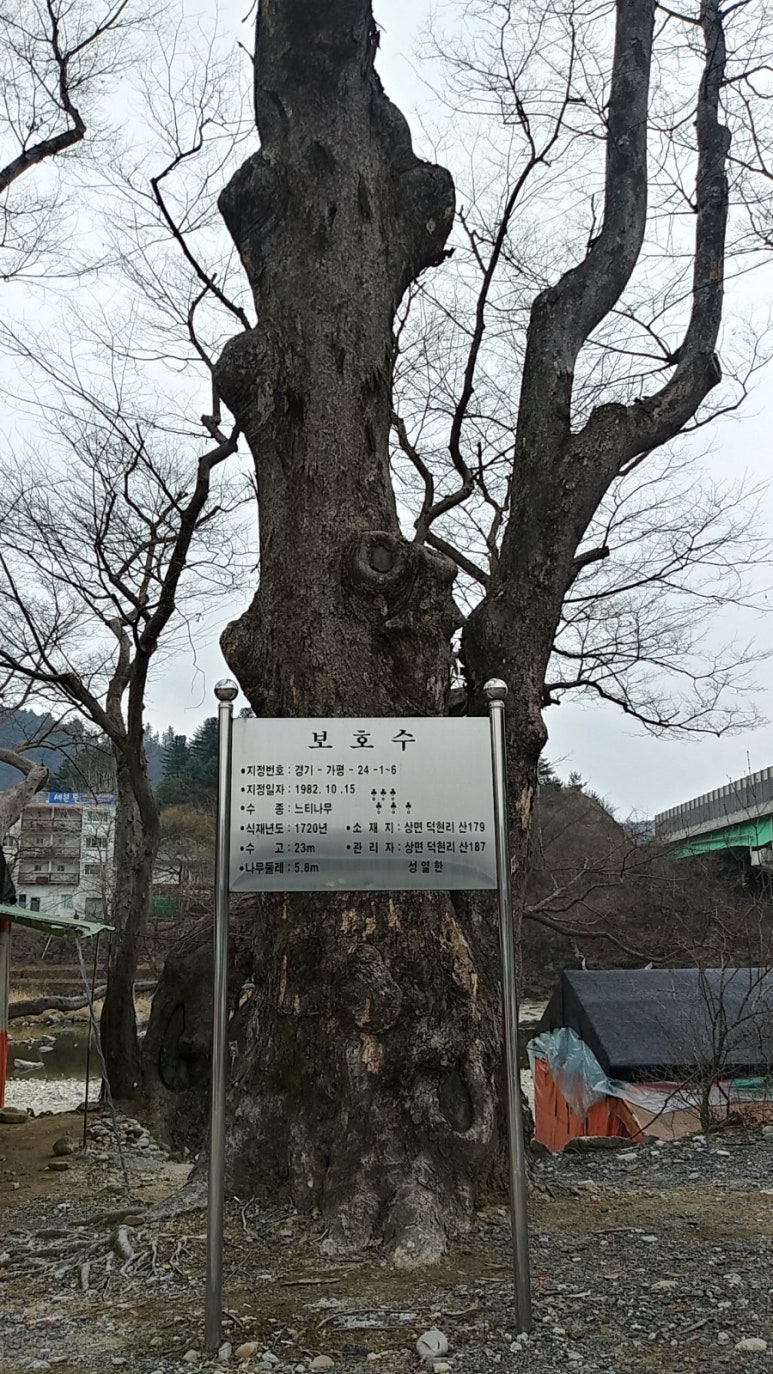 보호수
•지정번호 : 경기 - 가평 - 24 -1~6
•지정일자 : 1982. 10 .15
•수 종 : 느티나무
•식재년도 : 1720년 •소 재 지 : 상면 덕현리 산179
•수 고 : 23m •관 리 자 : 상면 덕현리 산187
•나무둘레 : 5.8m 성열한